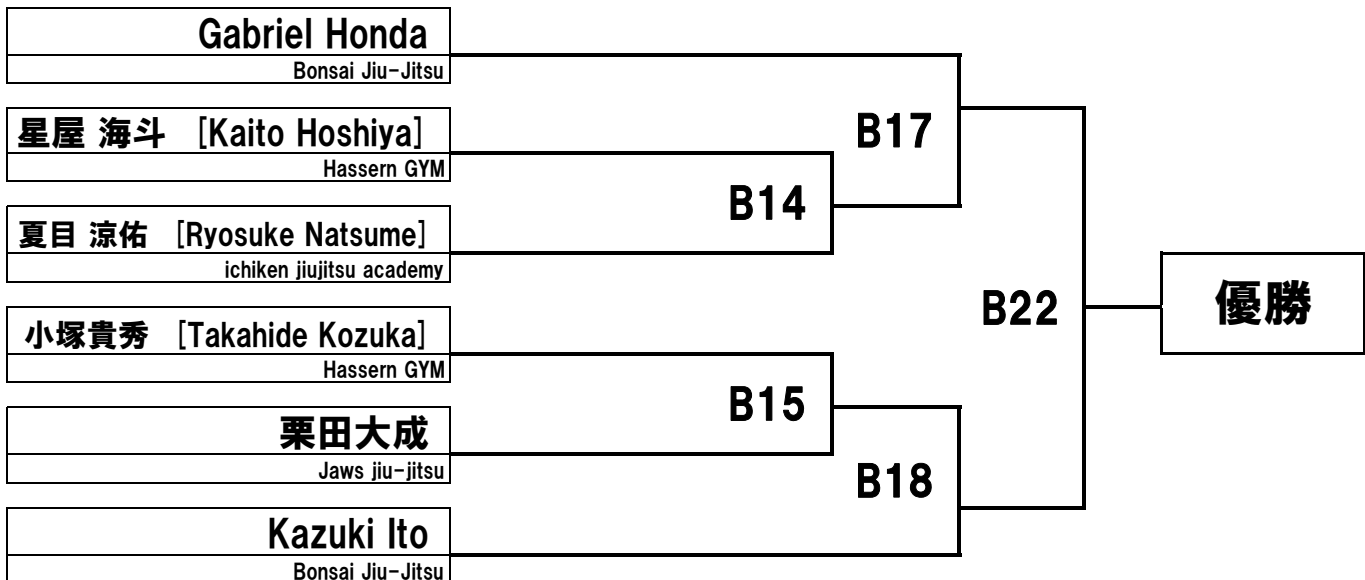 Gabriel Honda
Bonsai Jiu-Jitsu
星屋 海斗 [Kaito Hoshiya]
Hassern GYM
夏目 涼佑 [Ryosuke Natsume]
ichiken jiujitsu academy
小塚貴秀 [Takahide Kozuka]
Hassern GYM
栗田大成
Jaws jiu-jitsu
Kazuki Ito
Bonsai Jiu-Jitsu
B14
B15
B17
B18
B22
優勝